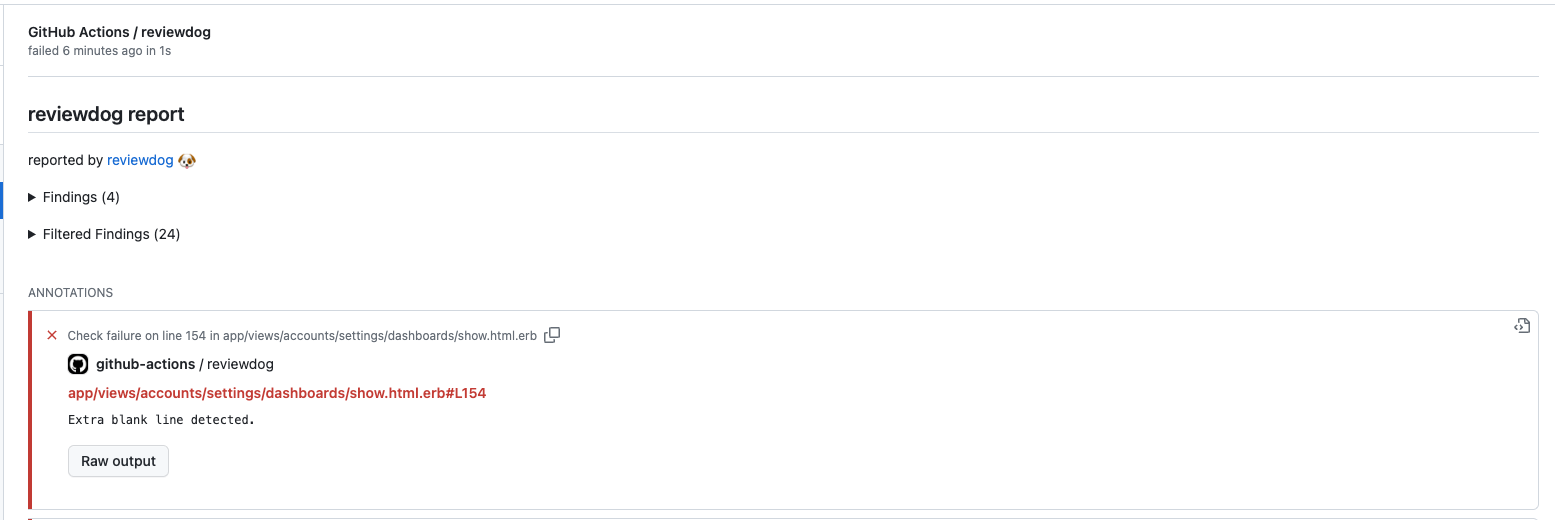 GitHub Actions / reviewdog
failed 6 minutes ago in 1s
reviewdog report
reported by reviewdog 🐶
Findings (4)
Filtered Findings (24)
ANNOTATIONS
Check failure on line 154 in app/views/accounts/settings/dashboards/show.html.erb
github-actions / reviewdog
app/views/accounts/settings/dashboards/show.html.erb#L154
Extra blank line detected.
Raw output